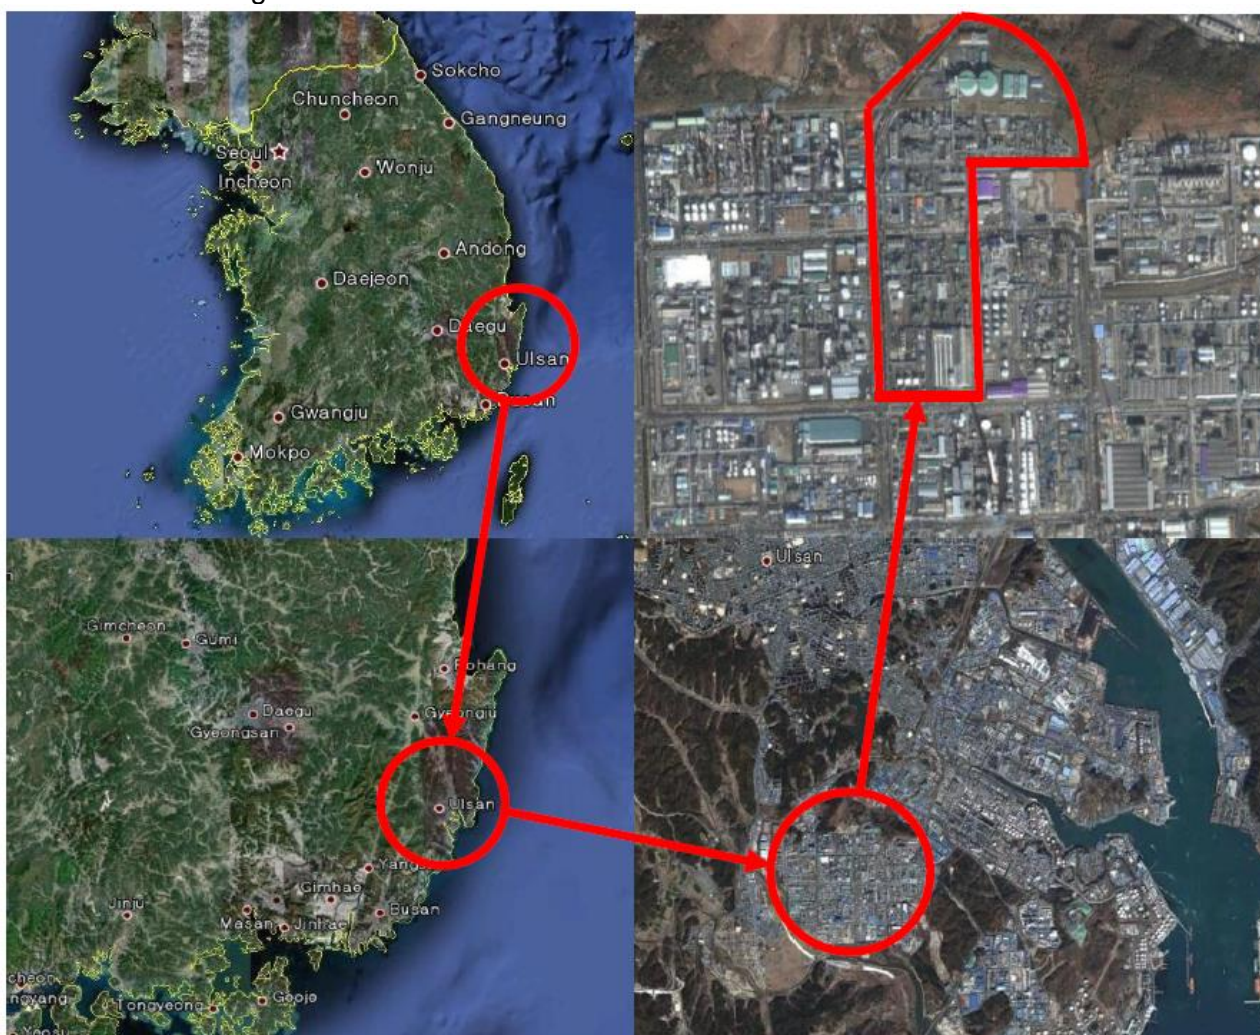 Sokcho
Chuncheon
Gangneung
Seoul
Incheon
Wonju
Andong
Daejeon
Daegu
Ulsan
Gwangju
Mokpo
Gimcheon
Gumi
Pohang
Daegu
Gyeongsan
Gyeongju
Ulsan
Gimhae
Jinju
Masan
Jinhae
Busan
Tongyeong
Geoje
Ulsan